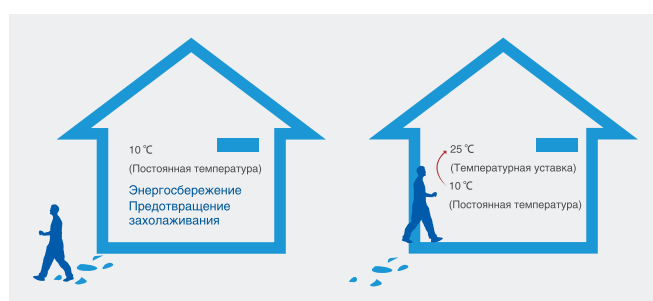 10 ℃
(Постоянная температура)
Энергосбережение
Предотвращение
захолаживания
25 ℃
(Температурная уставка)
10 ℃
(Постоянная температура)